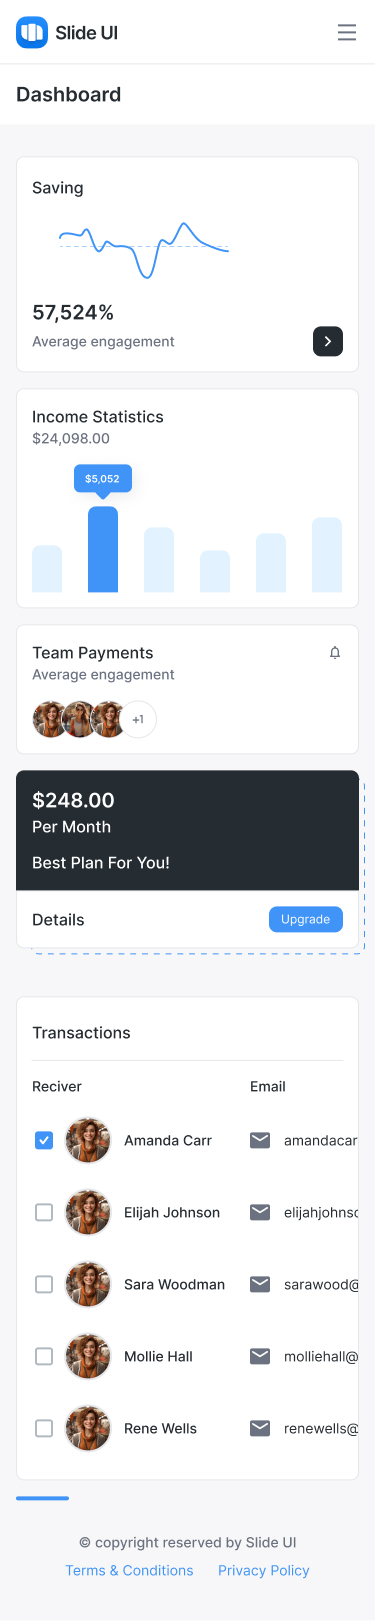 Slide UI
Dashboard
Saving
57,524%
Average engagement
Income Statistics
$24,098.00
$5,052
Team Payments
Average engagement
+1
$248.00
Per Month
Best Plan For You!
Details Upgrade
Transactions
Reciver Email
Amanda Carr amandacar
Elijah Johnson elijahjohnso
Sara Woodman sarawood@
Mollie Hall molliehall@
Rene Wells renewells@
© copyright reserved by Slide UI
Terms & Conditions Privacy Policy